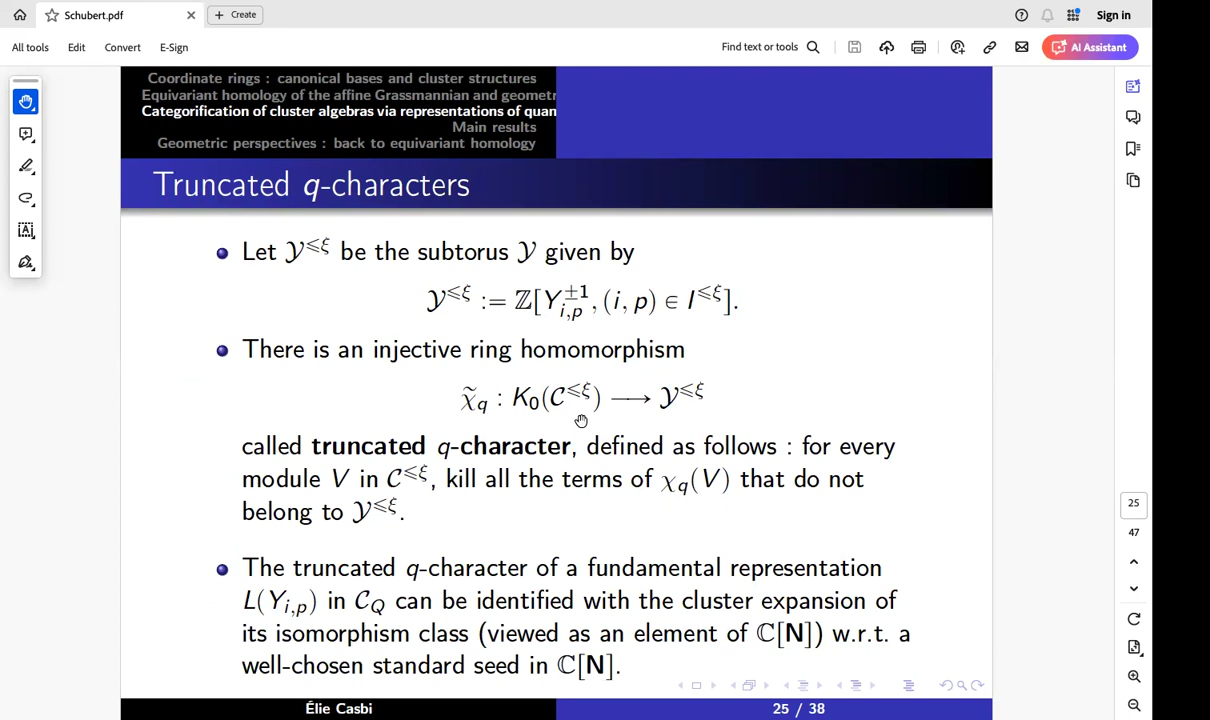 Schubert.pdf
Create
Sign in
All tools
Edit
Convert
E-Sign
Find text or tools
AI Assistant
Coordinate rings : canonical bases and cluster structures
Equivariant homology of the affine Grassmannian and geometr
Categorification of cluster algebras via representations of quan
Main results
Geometric perspectives : back to equivariant homology
Truncated q-characters
Let 𝒴^{⩽ξ} be the subtorus 𝒴 given by
𝒴^{⩽ξ} := ℤ[Y_{i,p}^{±1}, (i, p) ∈ I^{⩽ξ}].
There is an injective ring homomorphism
χ̃_q : K_0(𝒞^{⩽ξ}) ⟶ 𝒴^{⩽ξ}
called truncated q-character, defined as follows : for every
module V in 𝒞^{⩽ξ}, kill all the terms of χ_q(V) that do not
belong to 𝒴^{⩽ξ}.
The truncated q-character of a fundamental representation
L(Y_{i,p}) in 𝒞_Q can be identified with the cluster expansion of
its isomorphism class (viewed as an element of ℂ[N]) w.r.t. a
well-chosen standard seed in ℂ[N].
Élie Casbi
25 / 38
25
47